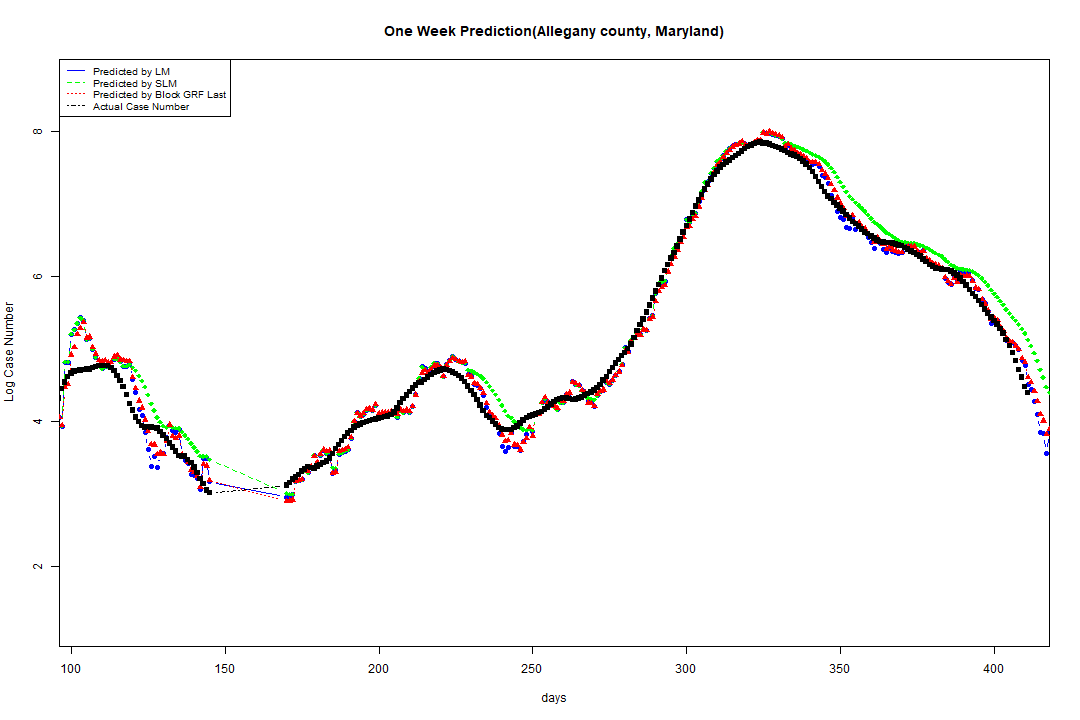 One Week Prediction(Allegany county, Maryland)
Predicted by LM
Predicted by SLM
Predicted by Block GRF Last
Actual Case Number
8
6
4
2
Log Case Number
100 150 200 250 300 350 400
days